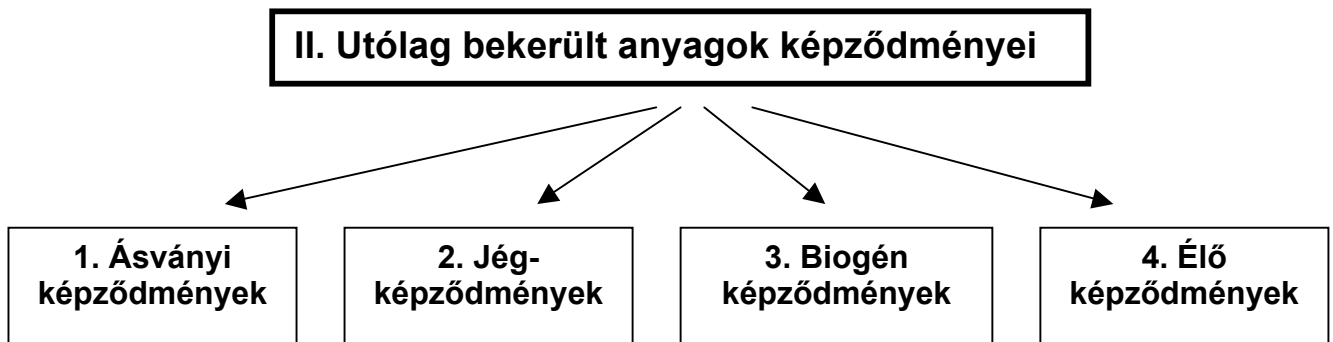 II. Utólag bekerült anyagok képződményei
1. Ásványi
képződmények
2. Jég-
képződmények
3. Biogén
képződmények
4. Élő
képződmények